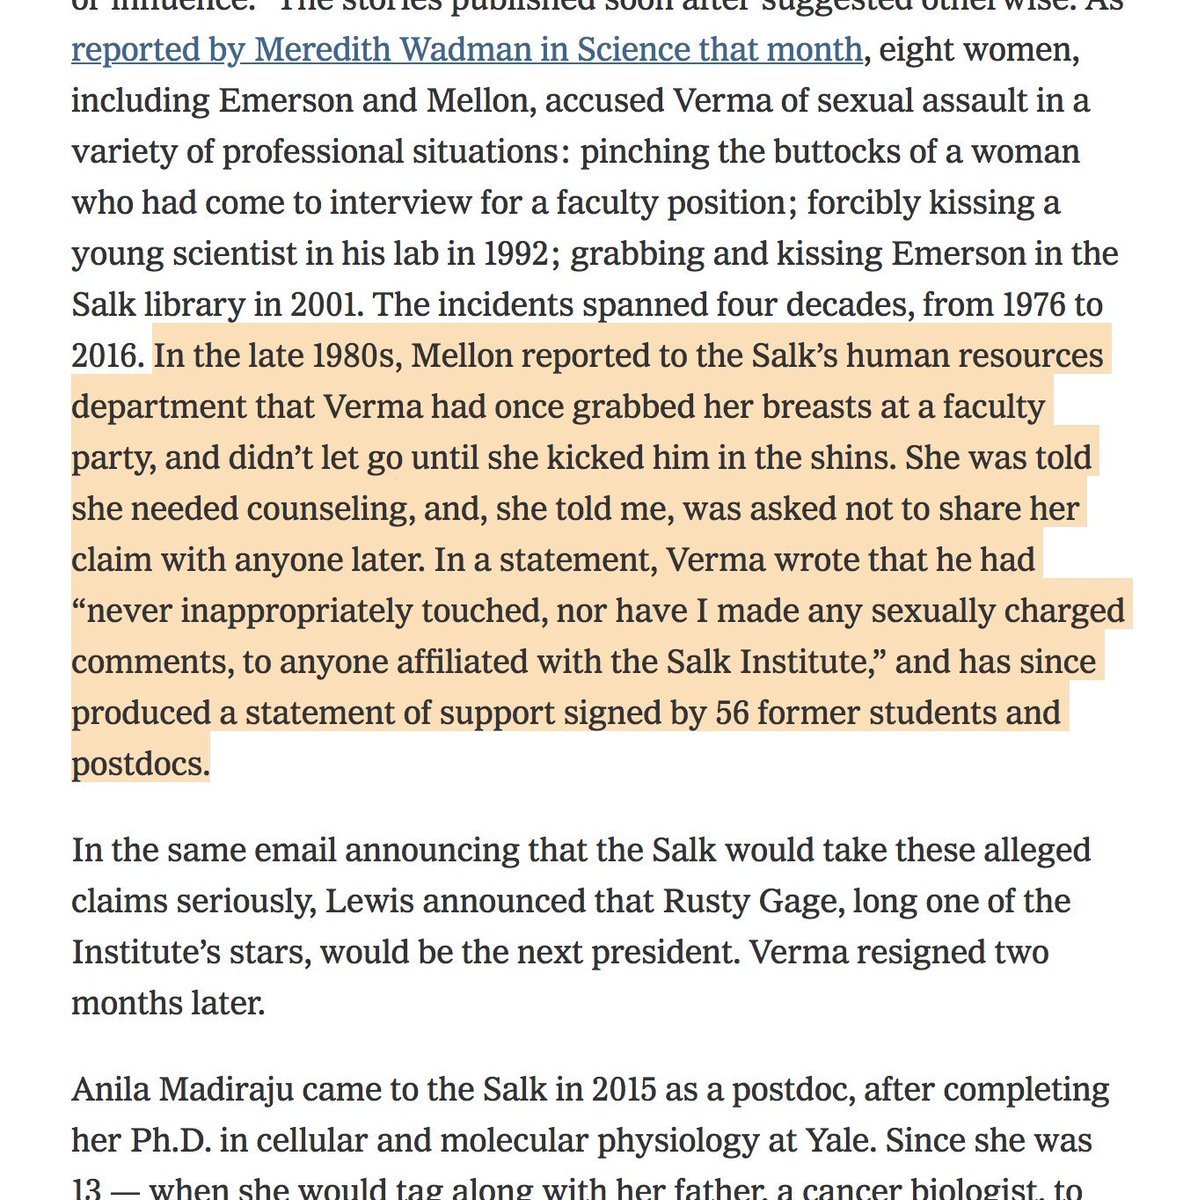 or influence.” The stories published soon after suggested otherwise. As
reported by Meredith Wadman in Science that month, eight women,
including Emerson and Mellon, accused Verma of sexual assault in a
variety of professional situations: pinching the buttocks of a woman
who had come to interview for a faculty position; forcibly kissing a
young scientist in his lab in 1992; grabbing and kissing Emerson in the
Salk library in 2001. The incidents spanned four decades, from 1976 to
2016. In the late 1980s, Mellon reported to the Salk’s human resources
department that Verma had once grabbed her breasts at a faculty
party, and didn’t let go until she kicked him in the shins. She was told
she needed counseling, and, she told me, was asked not to share her
claim with anyone later. In a statement, Verma wrote that he had
“never inappropriately touched, nor have I made any sexually charged
comments, to anyone affiliated with the Salk Institute,” and has since
produced a statement of support signed by 56 former students and
postdocs.
In the same email announcing that the Salk would take these alleged
claims seriously, Lewis announced that Rusty Gage, long one of the
Institute’s stars, would be the next president. Verma resigned two
months later.
Anila Madiraju came to the Salk in 2015 as a postdoc, after completing
her Ph.D. in cellular and molecular physiology at Yale. Since she was
13 — when she would tag along with her father, a cancer biologist, to